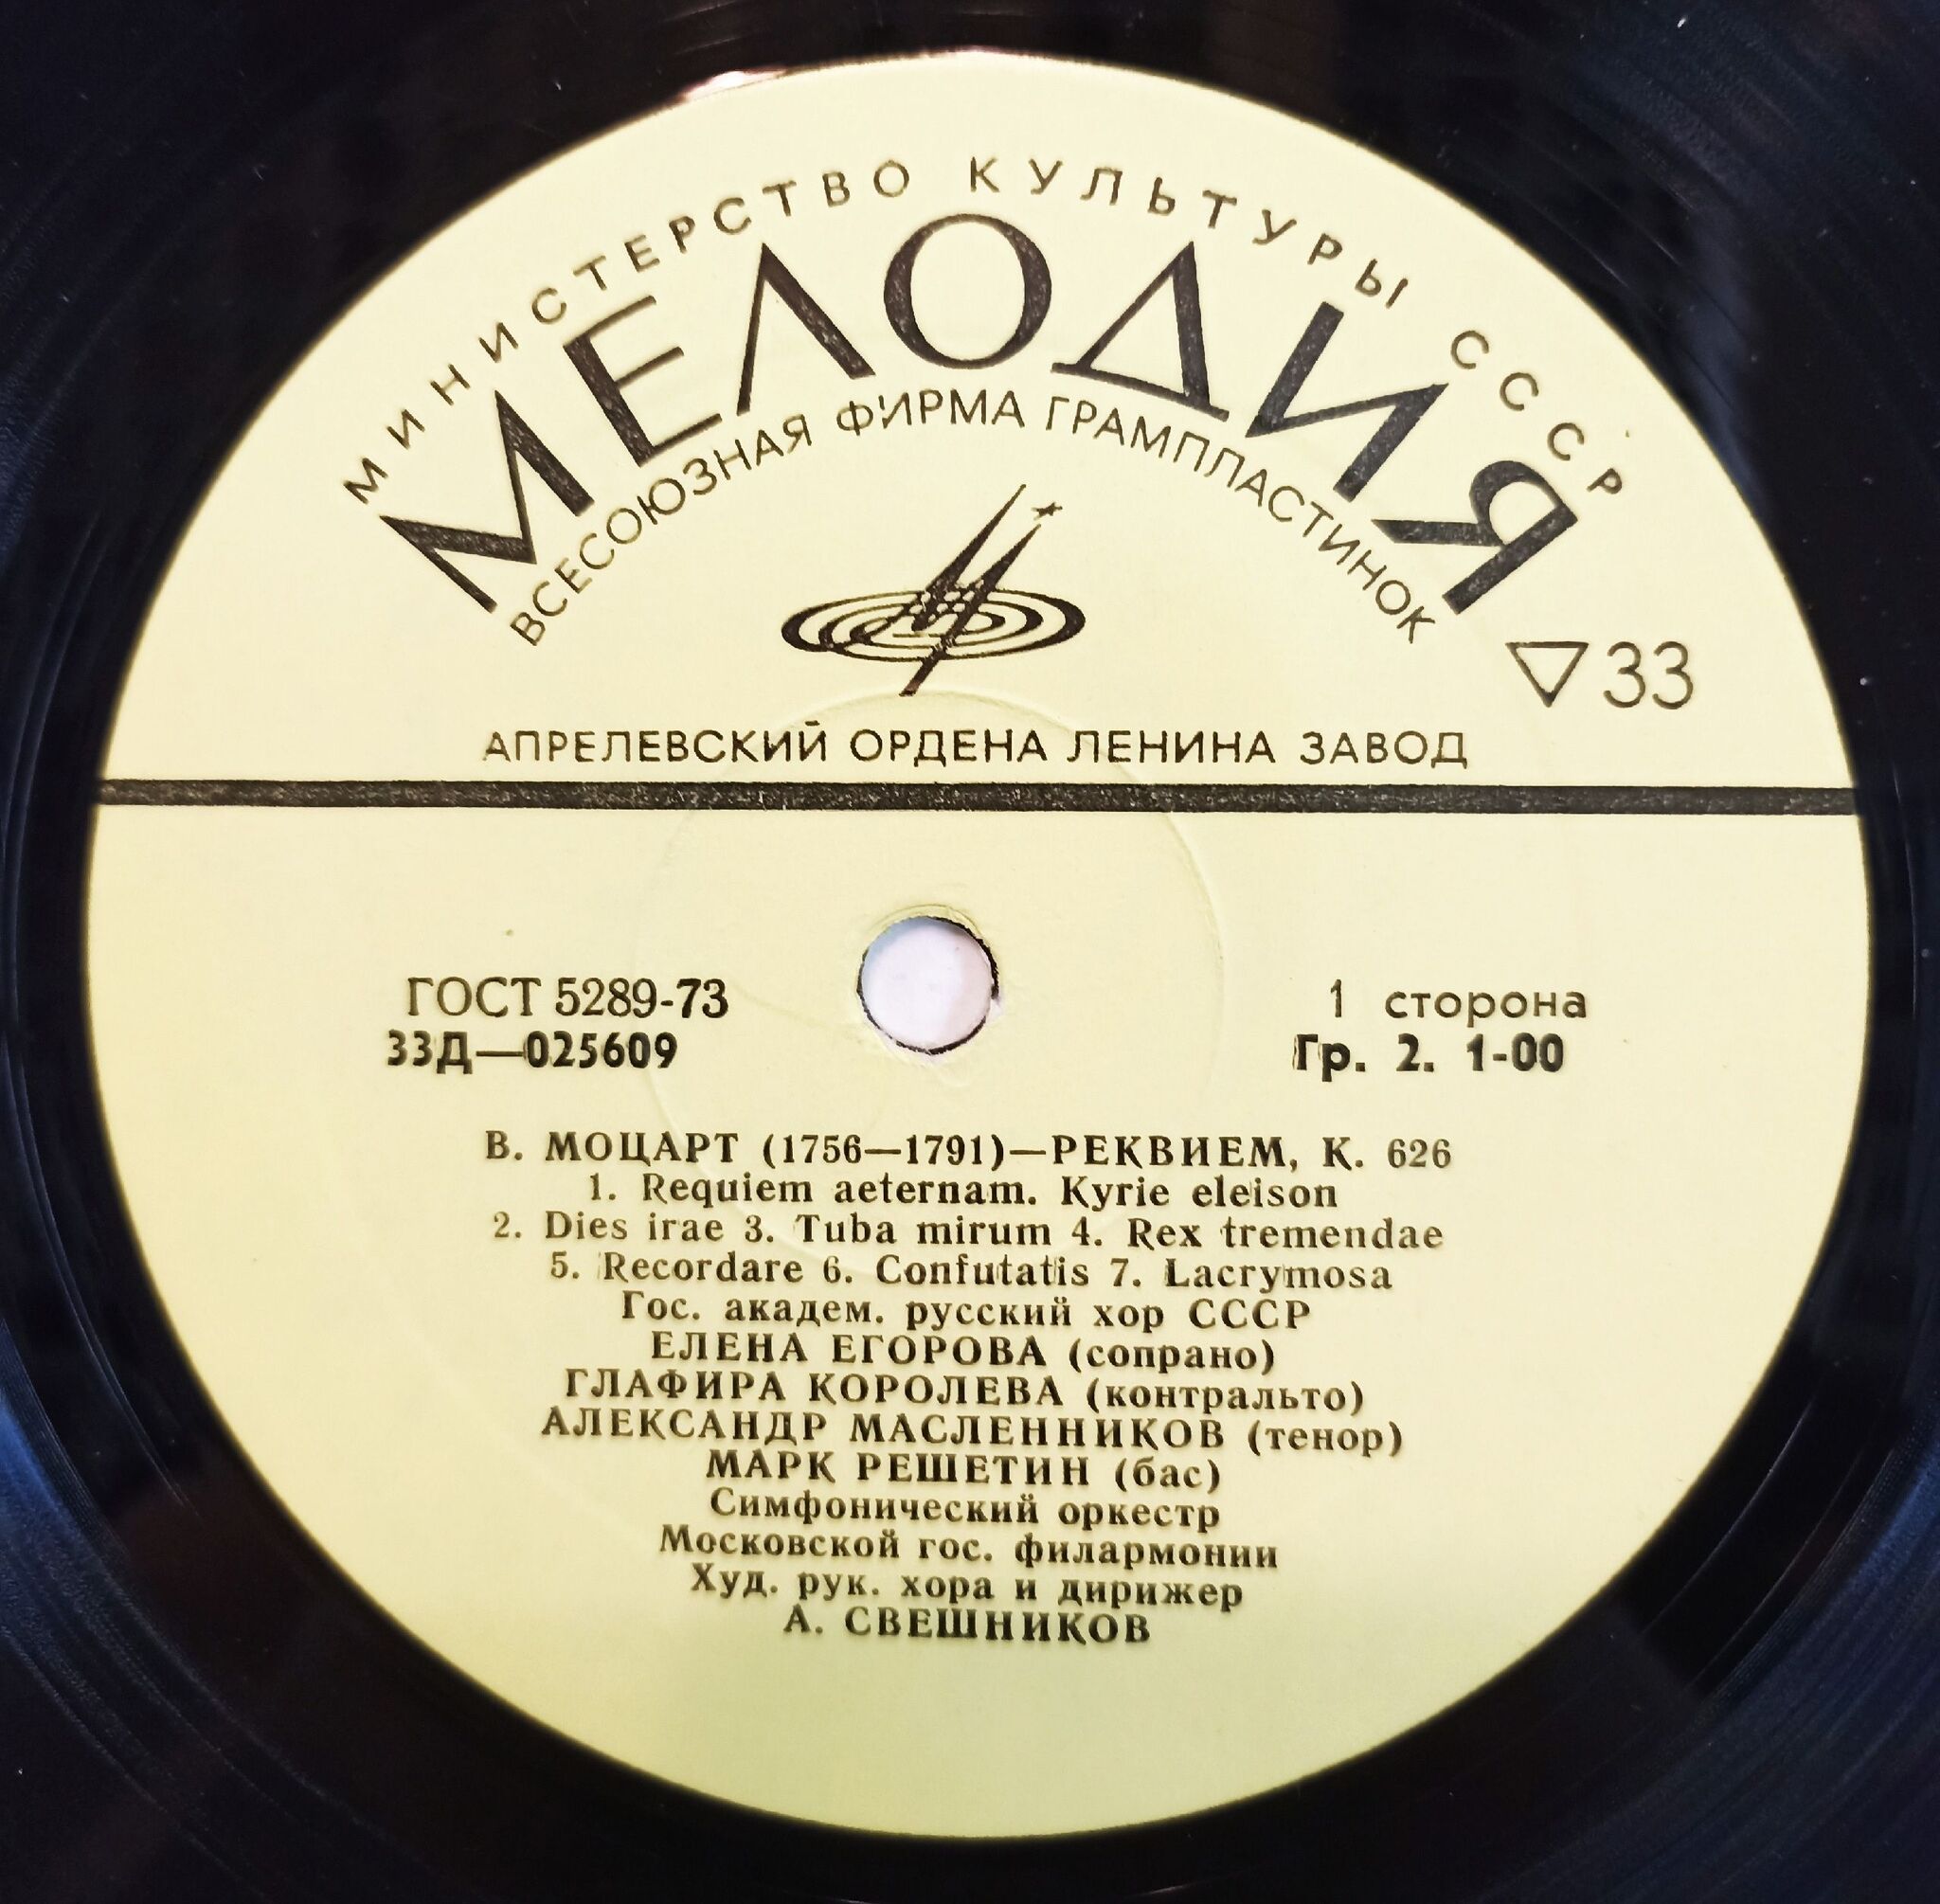 МИНИСТЕРСТВО КУЛЬТУРЫ СССР
МЕЛОДИЯ
ВСЕСОЮЗНАЯ ФИРМА ГРАМПЛАСТИНОК
▽33
АПРЕЛЕВСКИЙ ОРДЕНА ЛЕНИНА ЗАВОД
ГОСТ 5289-73
1 сторона
33Д—025609
Гр. 2. 1-00
В. МОЦАРТ (1756—1791)—РЕКВИЕМ, К. 626
1. Requiem aeternam. Kyrie eleison
2. Dies irae 3. Tuba mirum 4. Rex tremendae
5. Recordare 6. Confutatis 7. Lacrymosa
Гос. академ. русский хор СССР
ЕЛЕНА ЕГОРОВА (сопрано)
ГЛАФИРА КОРОЛЕВА (контральто)
АЛЕКСАНДР МАСЛЕННИКОВ (тенор)
МАРК РЕШЕТИН (бас)
Симфонический оркестр
Московской гос. филармонии
Худ. рук. хора и дирижер
А. СВЕШНИКОВ